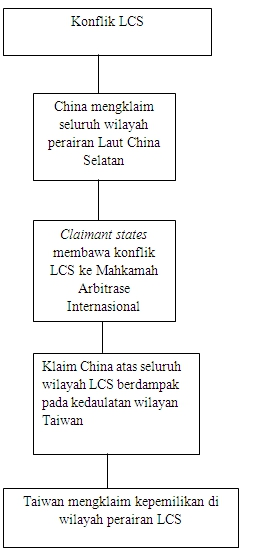 Konflik LCS
China mengklaim
seluruh wilayah
perairan Laut China
Selatan
Claimant states
membawa konflik
LCS ke Mahkamah
Arbitrase
Internasional
Klaim China atas seluruh
wilayah LCS berdampak
pada kedaulatan wilayan
Taiwan
Taiwan mengklaim kepemilikan di
wilayah perairan LCS